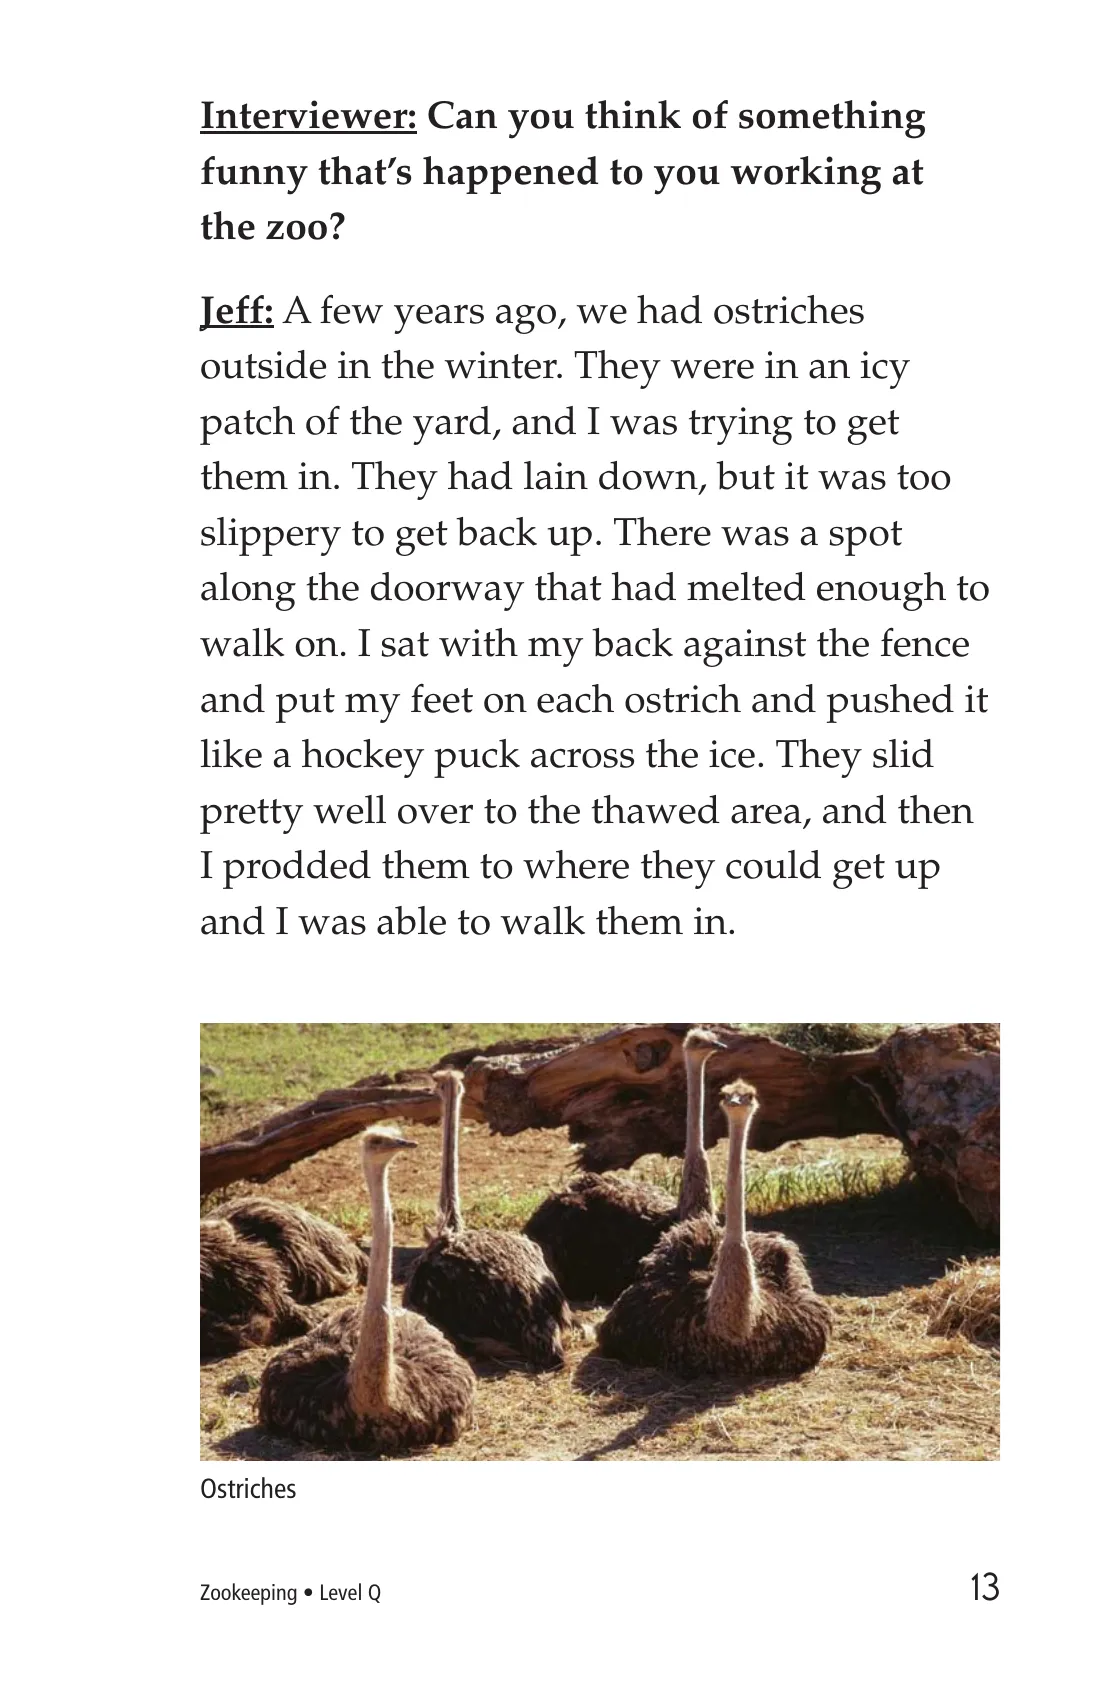 Interviewer: Can you think of something
funny that’s happened to you working at
the zoo?
Jeff: A few years ago, we had ostriches
outside in the winter. They were in an icy
patch of the yard, and I was trying to get
them in. They had lain down, but it was too
slippery to get back up. There was a spot
along the doorway that had melted enough to
walk on. I sat with my back against the fence
and put my feet on each ostrich and pushed it
like a hockey puck across the ice. They slid
pretty well over to the thawed area, and then
I prodded them to where they could get up
and I was able to walk them in.
Ostriches
Zookeeping • Level Q
13